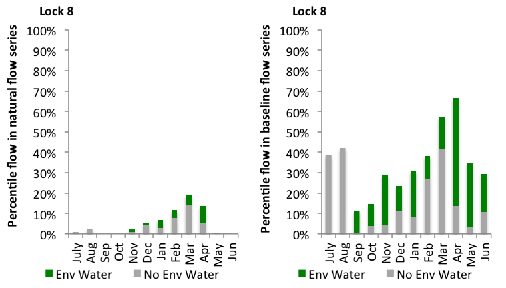 Lock 8
Percentile flow in natural flow series
100%
90%
80%
70%
60%
50%
40%
30%
20%
10%
0%
July
Aug
Sep
Oct
Nov
Dec
Jan
Feb
Mar
Apr
May
Jun
Env Water No Env Water
Lock 8
Percentile flow in baseline flow series
100%
90%
80%
70%
60%
50%
40%
30%
20%
10%
0%
July
Aug
Sep
Oct
Nov
Dec
Jan
Feb
Mar
Apr
May
Jun
Env Water No Env Water